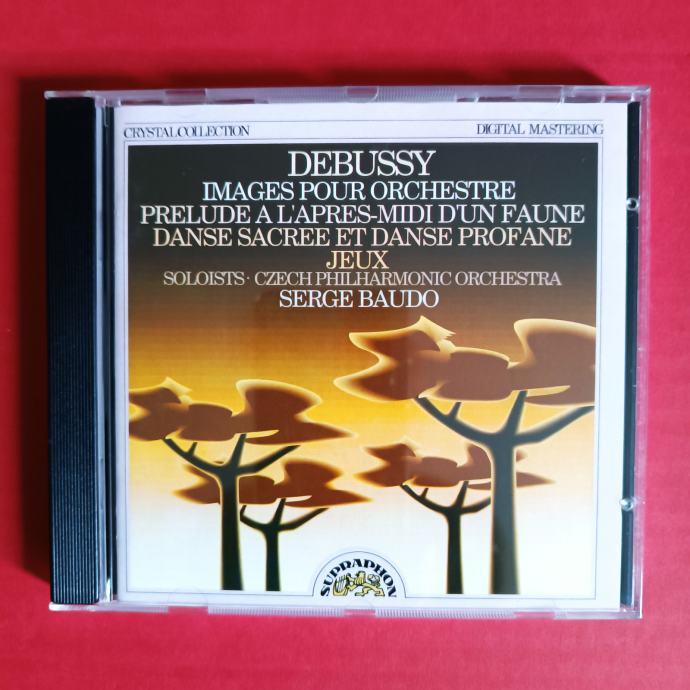 CRYSTAL COLLECTION
DIGITAL MASTERING
DEBUSSY
IMAGES POUR ORCHESTRE
PRELUDE A L'APRES-MIDI D'UN FAUNE
DANSE SACREE ET DANSE PROFANE
JEUX
SOLOISTS · CZECH PHILHARMONIC ORCHESTRA
SERGE BAUDO
SUPRAPHON